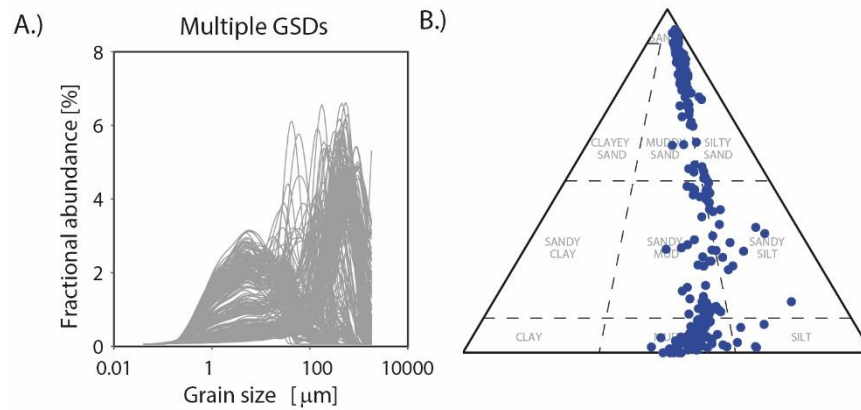 A.)
Multiple GSDs
8
6
4
2
0
Fractional abundance [%]
0.01 1 100 10000
Grain size [ μm]
B.)
CLAYEY SAND
MUDDY SAND
SILTY SAND
SANDY CLAY
SANDY MUD
SANDY SILT
CLAY
SILT